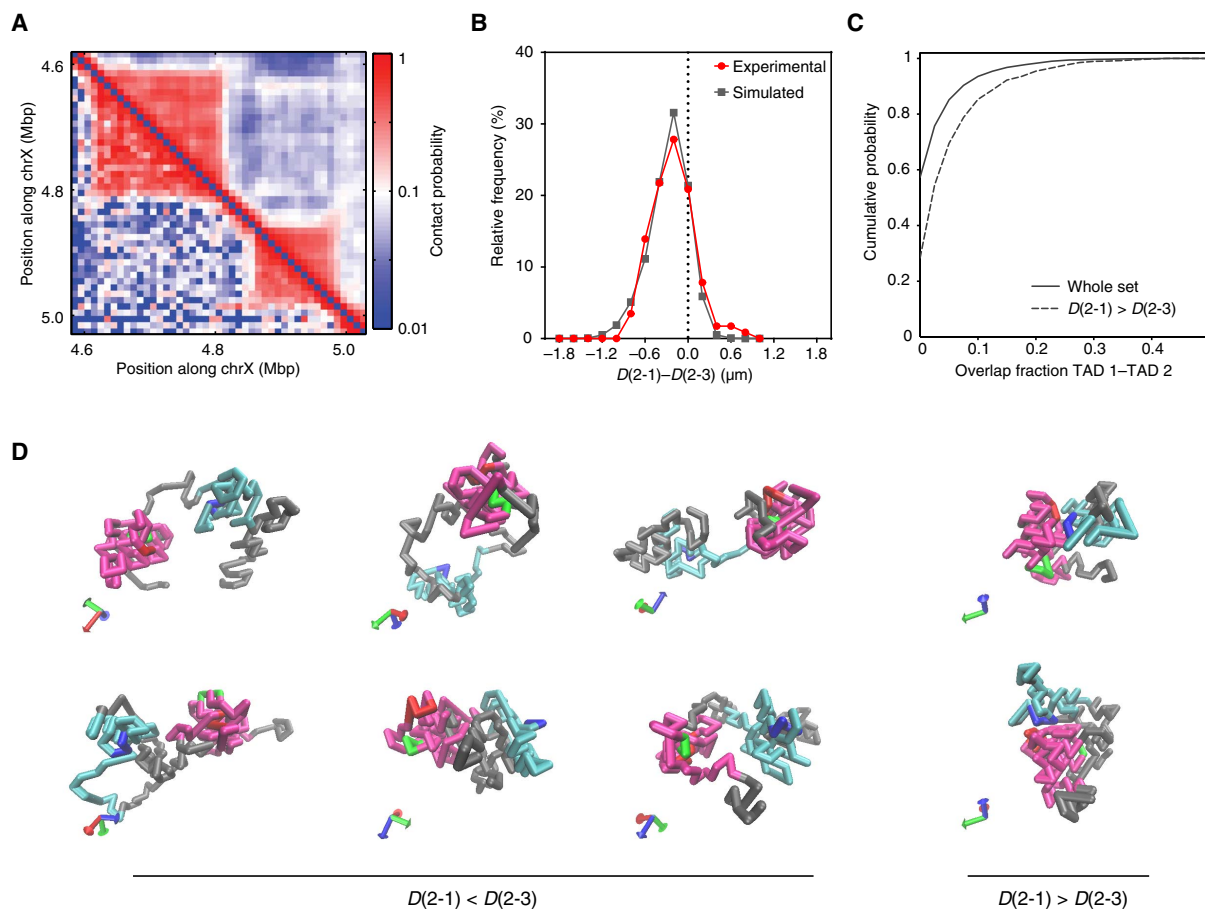 A
Position along chrX (Mbp)
4.6
4.8
5.0
4.6
4.8
5.0
Position along chrX (Mbp)
1
0.1
0.01
Contact probability
B
Relative frequency (%)
40
30
20
10
0
−1.8
−1.2
−0.6
0.0
0.6
1.2
1.8
D(2-1)–D(2-3) (µm)
Experimental
Simulated
C
Cumulative probability
1
0.8
0.6
0.4
0.2
0
0
0.1
0.2
0.3
0.4
Overlap fraction TAD 1–TAD 2
Whole set
D(2-1) > D(2-3)
D
D(2-1) < D(2-3)
D(2-1) > D(2-3)